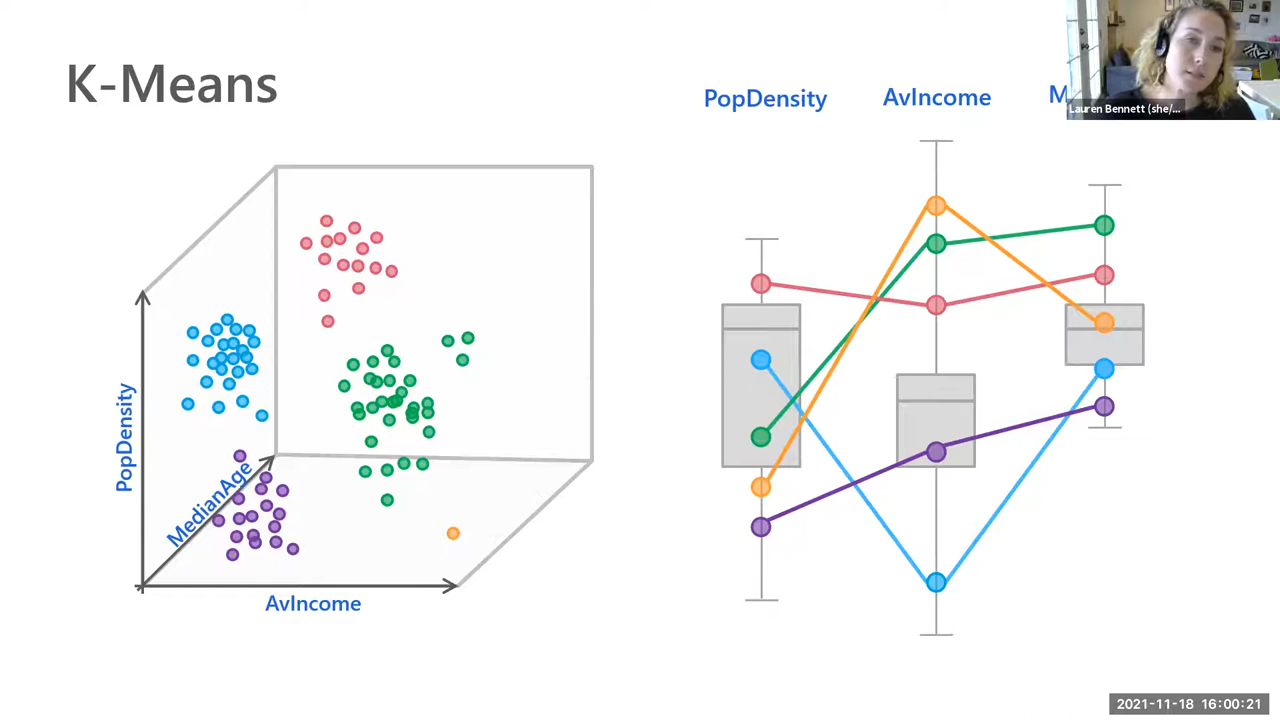 K-Means
PopDensity
AvIncome
M
Lauren Bennett (she/...
PopDensity
MedianAge
AvIncome
2021-11-18 16:00:21